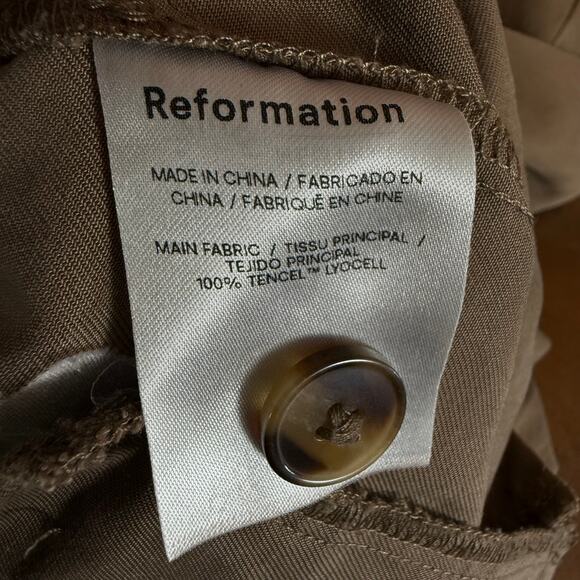 Reformation
MADE IN CHINA / FABRICADO EN
CHINA / FABRIQUÉ EN CHINE
MAIN FABRIC / TISSU PRINCIPAL /
TEJIDO PRINCIPAL
100% TENCEL™ LYOCELL